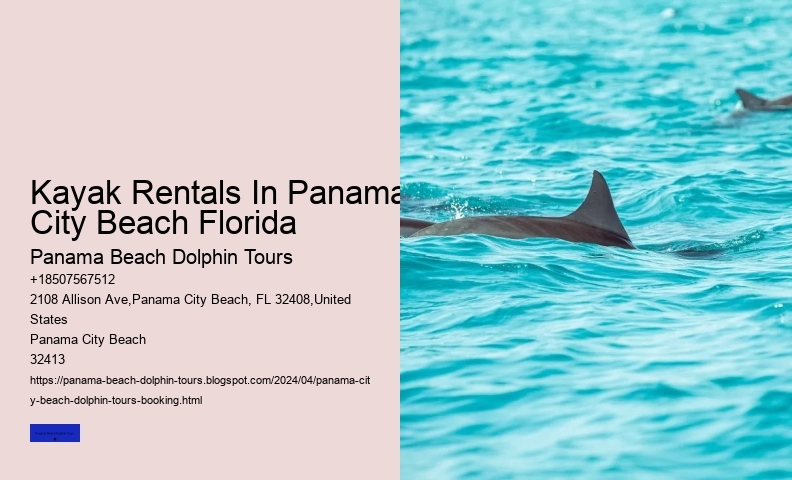 Kayak Rentals In Panama
City Beach Florida
Panama Beach Dolphin Tours
+18507567512
2108 Allison Ave,Panama City Beach, FL 32408,United
States
Panama City Beach
32413
https://panama-beach-dolphin-tours.blogspot.com/2024/04/panama-cit
y-beach-dolphin-tours-booking.html